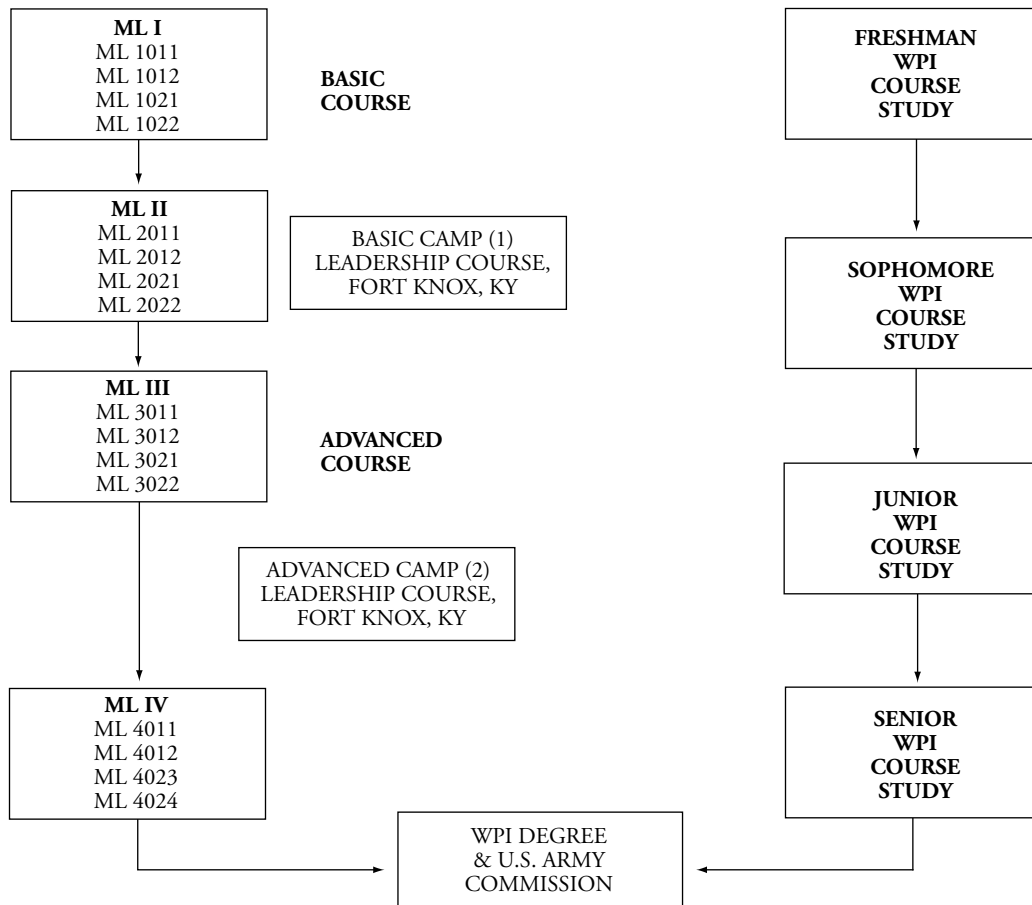 ML I
ML 1011
ML 1012
ML 1021
ML 1022
BASIC
COURSE
FRESHMAN
WPI
COURSE
STUDY
ML II
ML 2011
ML 2012
ML 2021
ML 2022
BASIC CAMP (1)
LEADERSHIP COURSE,
FORT KNOX, KY
SOPHOMORE
WPI
COURSE
STUDY
ML III
ML 3011
ML 3012
ML 3021
ML 3022
ADVANCED
COURSE
JUNIOR
WPI
COURSE
STUDY
ADVANCED CAMP (2)
LEADERSHIP COURSE,
FORT KNOX, KY
ML IV
ML 4011
ML 4012
ML 4023
ML 4024
SENIOR
WPI
COURSE
STUDY
WPI DEGREE
& U.S. ARMY
COMMISSION